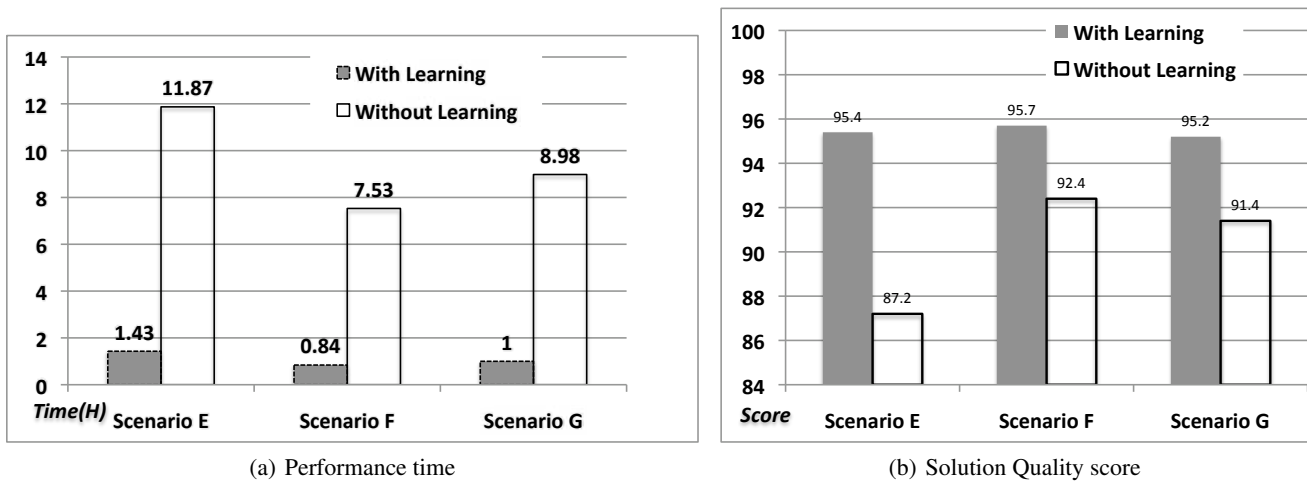 14
12
10
8
6
4
2
0
Time(H)
With Learning
Without Learning
11.87
7.53
8.98
1.43
0.84
1
Scenario E
Scenario F
Scenario G
(a) Performance time
100
98
96
94
92
90
88
86
84
Score
With Learning
Without Learning
95.4
95.7
95.2
92.4
91.4
87.2
Scenario E
Scenario F
Scenario G
(b) Solution Quality score